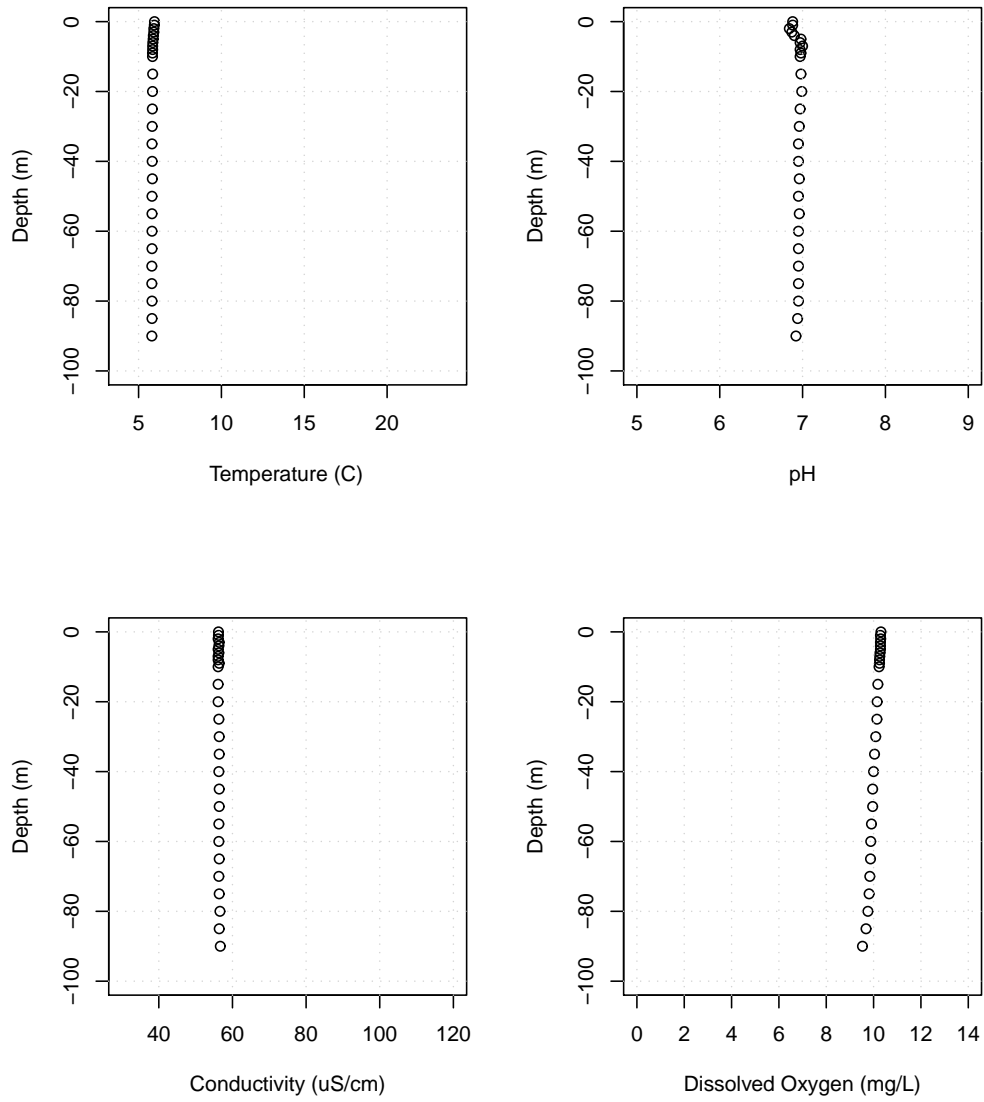 0
−20
−40
−60
−80
−100
Depth (m)
5 10 15 20
Temperature (C)
0
−20
−40
−60
−80
−100
Depth (m)
5 6 7 8 9
pH
0
−20
−40
−60
−80
−100
Depth (m)
40 60 80 100 120
Conductivity (uS/cm)
0
−20
−40
−60
−80
−100
Depth (m)
0 2 4 6 8 10 12 14
Dissolved Oxygen (mg/L)